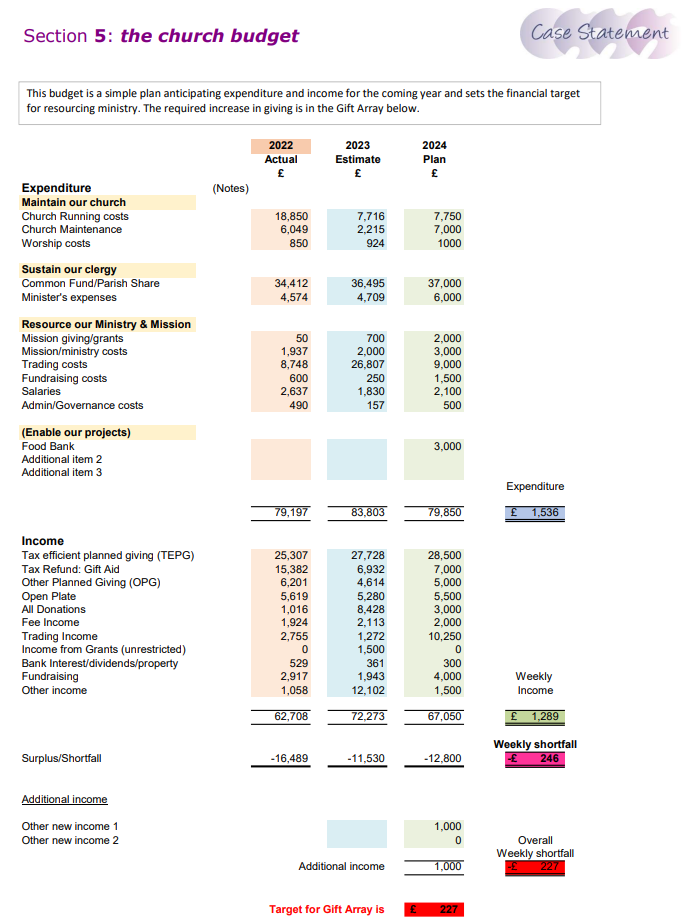 Section 5: the church budget
Case Statement
This budget is a simple plan anticipating expenditure and income for the coming year and sets the financial target
for resourcing ministry. The required increase in giving is in the Gift Array below.
2022 2023 2024
Actual Estimate Plan
£ £ £
Expenditure (Notes)
Maintain our church
Church Running costs 18,850 7,716 7,750
Church Maintenance 6,049 2,215 7,000
Worship costs 850 924 1000
Sustain our clergy
Common Fund/Parish Share 34,412 36,495 37,000
Minister's expenses 4,574 4,709 6,000
Resource our Ministry & Mission
Mission giving/grants 50 700 2,000
Mission/ministry costs 1,937 2,000 3,000
Trading costs 8,748 26,807 9,000
Fundraising costs 600 250 1,500
Salaries 2,637 1,830 2,100
Admin/Governance costs 490 157 500
(Enable our projects)
Food Bank 3,000
Additional item 2
Additional item 3
Expenditure
79,197 83,803 79,850 £ 1,536
Income
Tax efficient planned giving (TEPG) 25,307 27,728 28,500
Tax Refund: Gift Aid 15,382 6,932 7,000
Other Planned Giving (OPG) 6,201 4,614 5,000
Open Plate 5,619 5,280 5,500
All Donations 1,016 8,428 3,000
Fee Income 1,924 2,113 2,000
Trading Income 2,755 1,272 10,250
Income from Grants (unrestricted) 0 1,500 0
Bank Interest/dividends/property 529 361 300
Fundraising 2,917 1,943 4,000 Weekly
Other income 1,058 12,102 1,500 Income
62,708 72,273 67,050 £ 1,289
Weekly shortfall
Surplus/Shortfall -16,489 -11,530 -12,800 -£ 246
Additional income
Other new income 1 1,000
Other new income 2 0 Overall
Weekly shortfall
Additional income 1,000 -£ 227
Target for Gift Array is £ 227